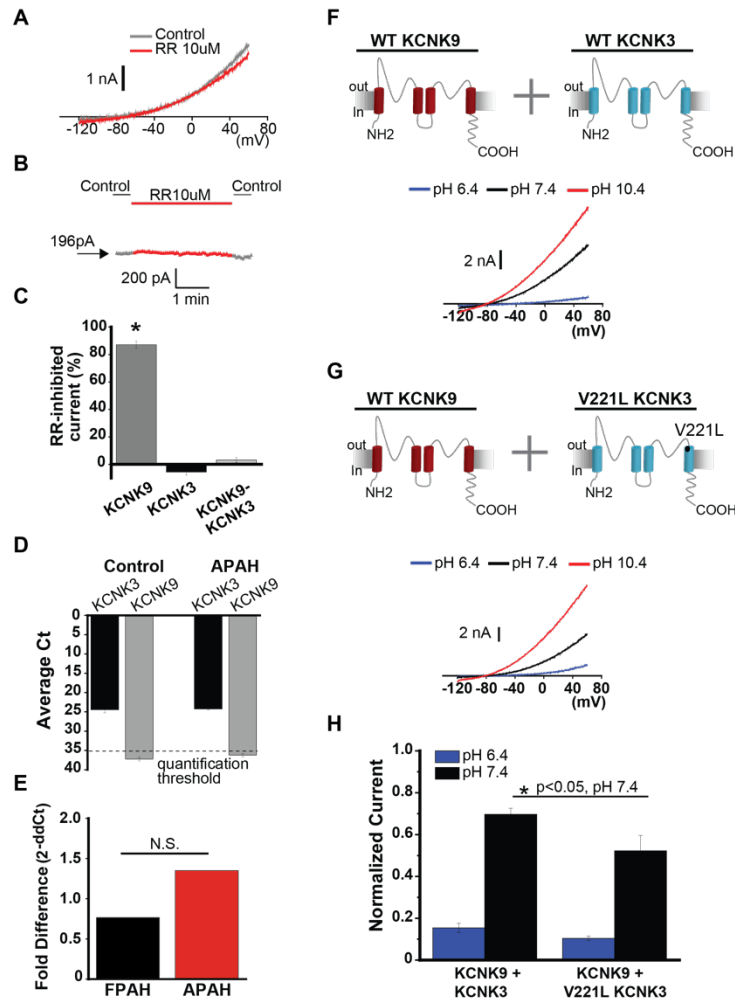 A
Control
RR 10uM
1 nA
-120 -80 -40 0 40 80
(mV)
B
Control RR10uM Control
196pA
200 pA
1 min
C
RR-inhibited
current (%)
100
80
60
40
20
0
*
KCNK9
KCNK3
KCNK9-
KCNK3
D
Control APAH
KCNK3 KCNK9 KCNK3 KCNK9
Average Ct
0
5
10
15
20
25
30
35
40
quantification
threshold
E
Fold Difference (2-ddCt)
2.0
1.5
1.0
0.5
0.0
N.S.
FPAH APAH
F
WT KCNK9 WT KCNK3
out out
In In
NH2 NH2
COOH COOH
pH 6.4 pH 7.4 pH 10.4
2 nA
-120 -80 -40 0 40 80
(mV)
G
WT KCNK9 V221L KCNK3
V221L
out out
In In
NH2 NH2
COOH COOH
pH 6.4 pH 7.4 pH 10.4
2 nA
-120 -80 -40 0 40 80
(mV)
H
Normalized Current
1.0
0.8
0.6
0.4
0.2
0.0
pH 6.4
pH 7.4
* p<0.05, pH 7.4
KCNK9 +
KCNK3
KCNK9 +
V221L KCNK3